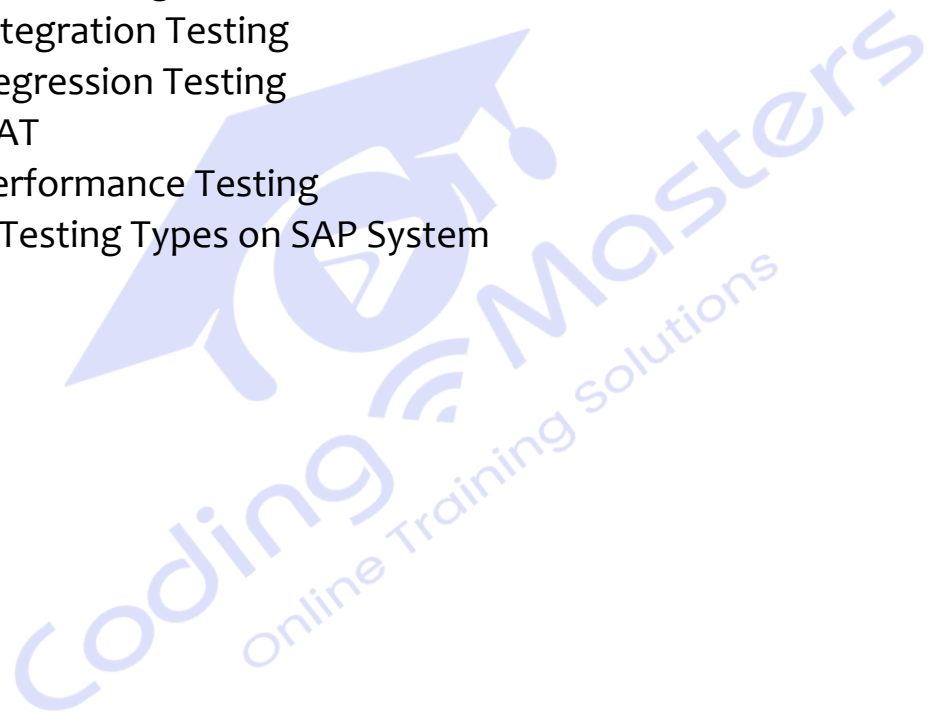 tegration Testing
egression Testing
AT
erformance Testing
Testing Types on SAP System
Coding Masters
Online Training Solutions